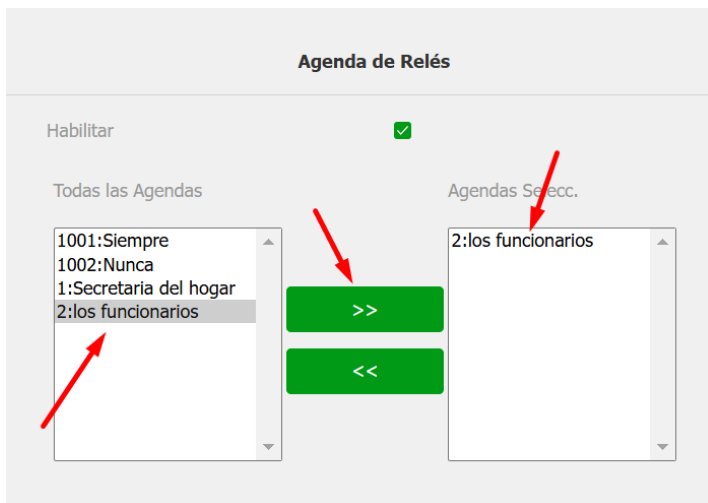 Agenda de Relés
Habilitar
Todas las Agendas
Agendas Selecc.
1001:Siempre
1002:Nunca
1:Secretaria del hogar
2:los funcionarios
>>
<<
2:los funcionarios